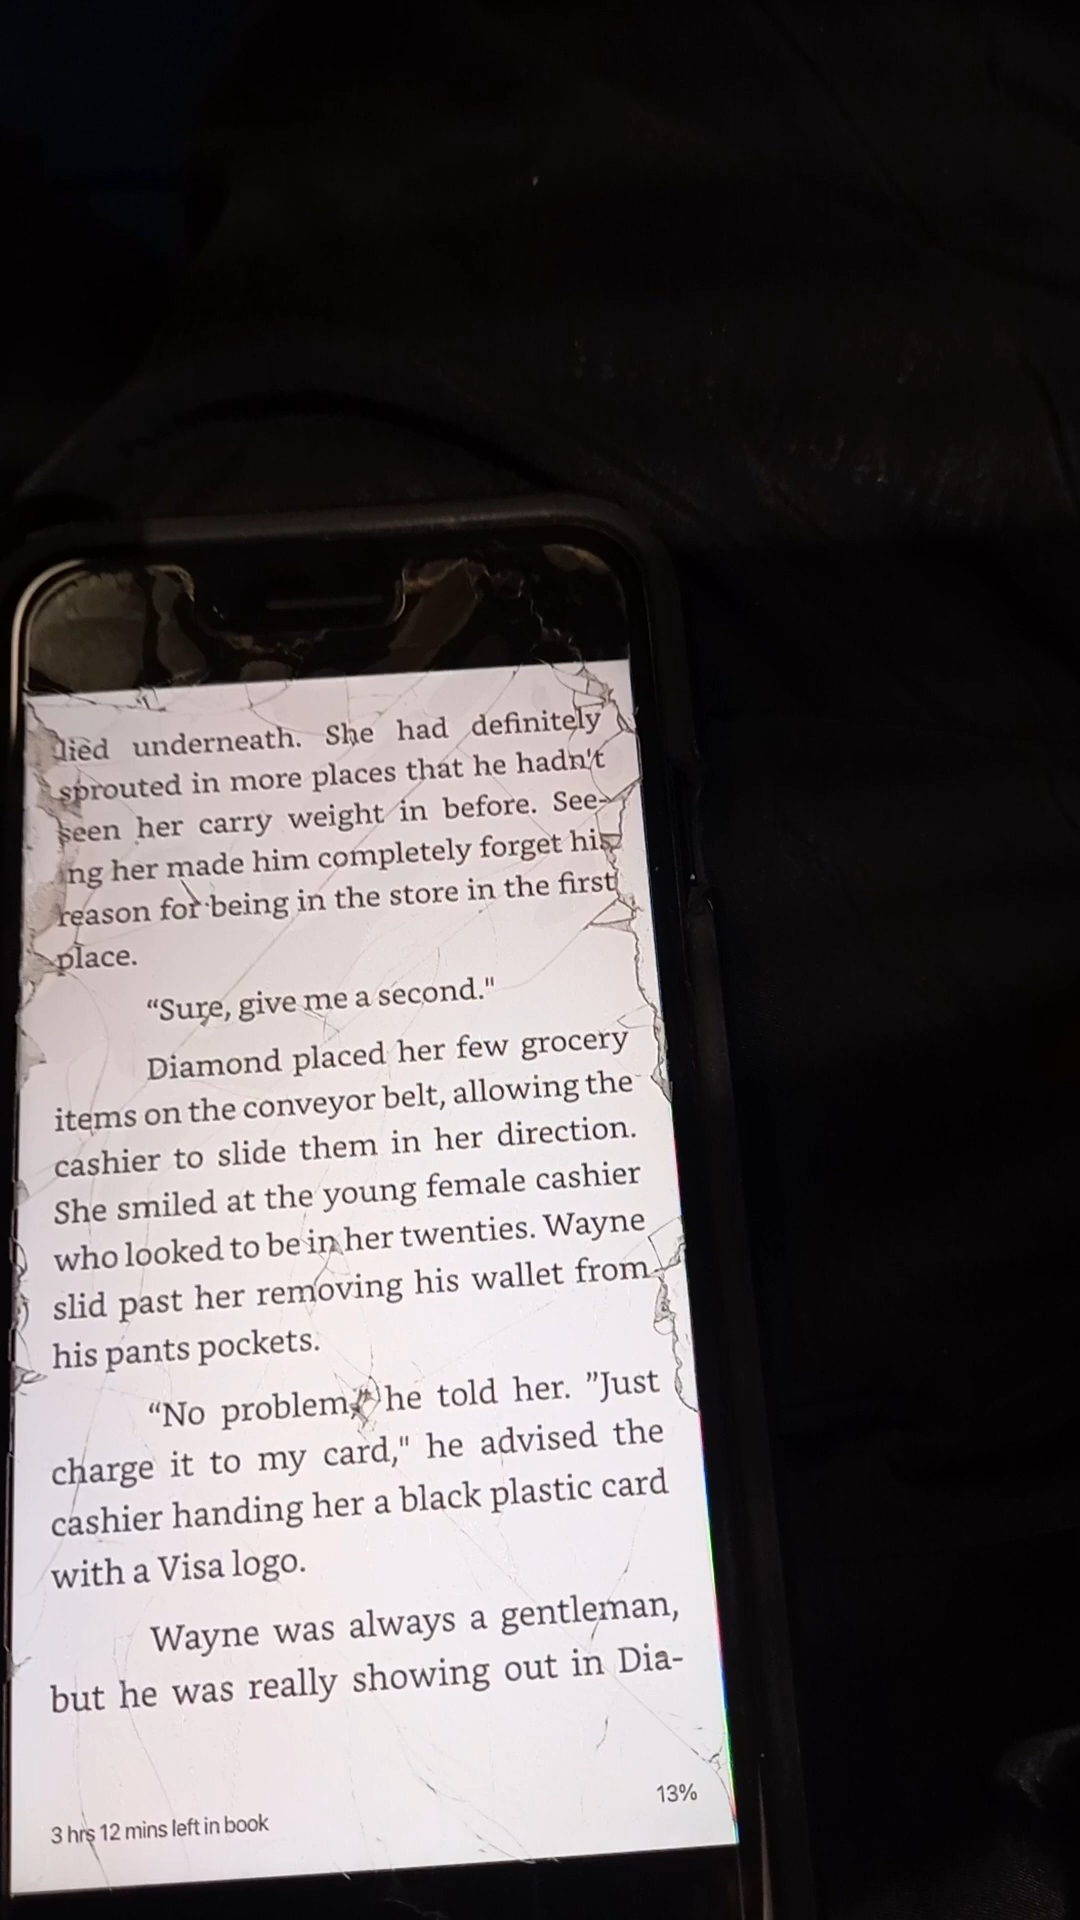 lied underneath. She had definitely
sprouted in more places that he hadn't
seen her carry weight in before. See-
ing her made him completely forget his
reason for being in the store in the first
place.
“Sure, give me a second."
Diamond placed her few grocery
items on the conveyor belt, allowing the
cashier to slide them in her direction.
She smiled at the young female cashier
who looked to be in her twenties. Wayne
slid past her removing his wallet from
his pants pockets.
“No problem," he told her. ”Just
charge it to my card," he advised the
cashier handing her a black plastic card
with a Visa logo.
Wayne was always a gentleman,
but he was really showing out in Dia-
3 hrs 12 mins left in book
13%